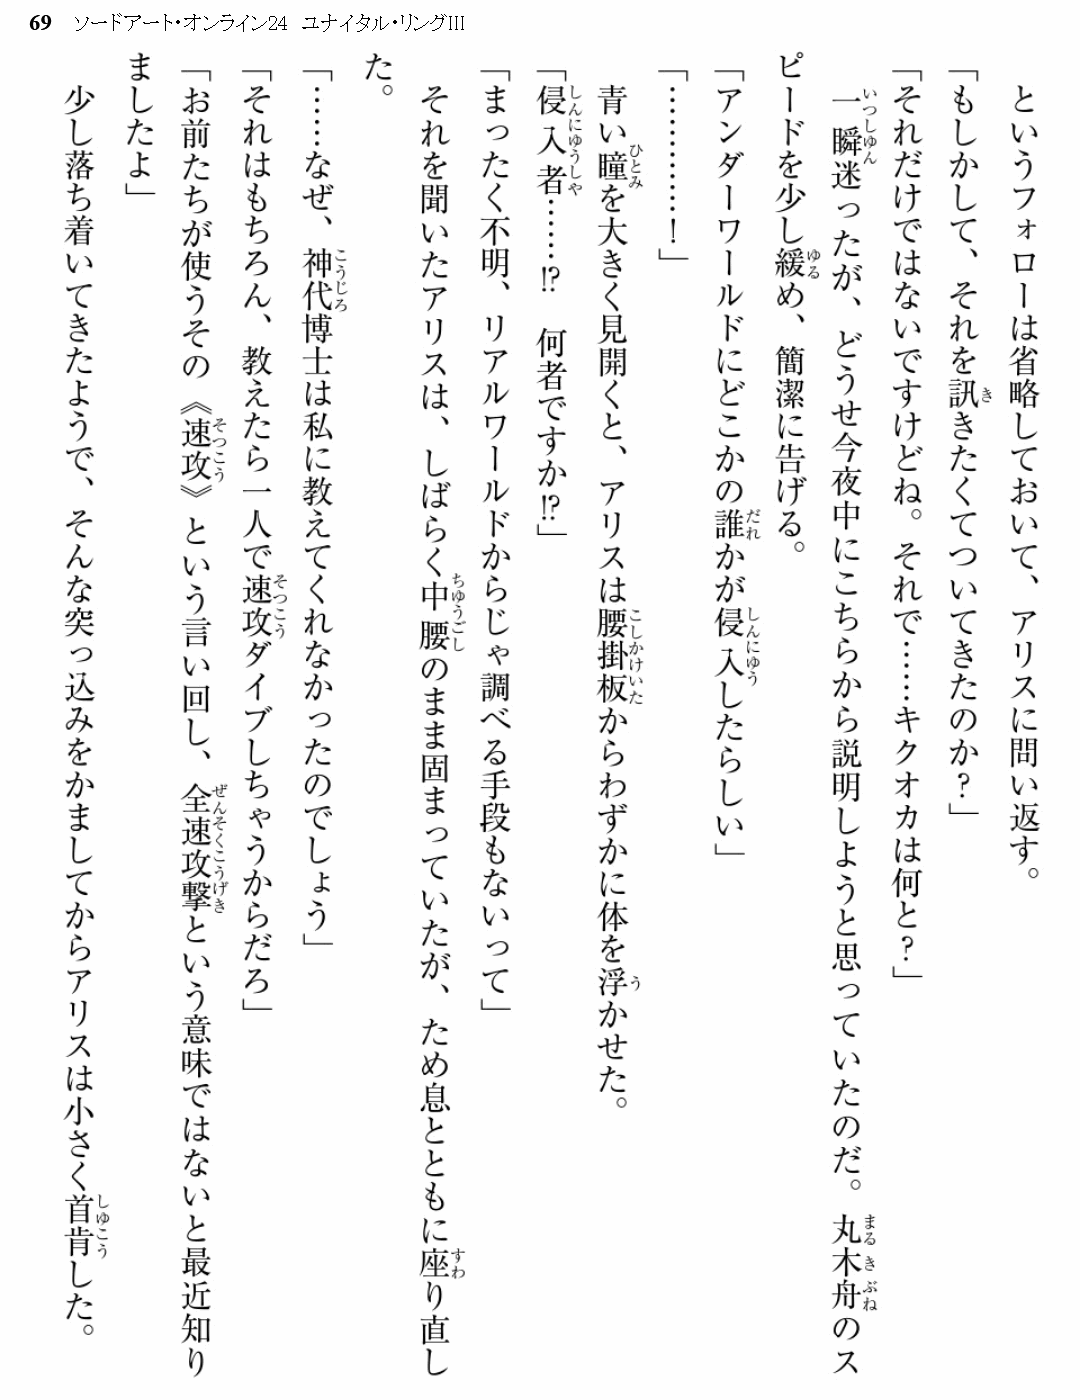 69 ソードアート・オンライン24 ユナイタル・リングIII
というフォローは省略しておいて、アリスに問い返す。
「もしかして、それを訊きたくてついてきたのか?」
「それだけではないですけどね。それで……キクオカは何と?」
一瞬迷ったが、どうせ今夜中にこちらから説明しようと思っていたのだ。丸木舟のス
ピードを少し緩め、簡潔に告げる。
「アンダーワールドにどこかの誰かが侵入したらしい」
「…………!」
青い瞳を大きく見開くと、アリスは腰掛板からわずかに体を浮かせた。
「侵入者……⁉ 何者ですか⁉」
「まったく不明、リアルワールドからじゃ調べる手段もないって」
それを聞いたアリスは、しばらく中腰のまま固まっていたが、ため息とともに座り直し
た。
「……なぜ、神代博士は私に教えてくれなかったのでしょう」
「それはもちろん、教えたら一人で速攻ダイブしちゃうからだろ」
「お前たちが使うその《速攻》という言い回し、全速攻撃という意味ではないと最近知り
ましたよ」
少し落ち着いてきたようで、そんな突っ込みをかましてからアリスは小さく首肯した。